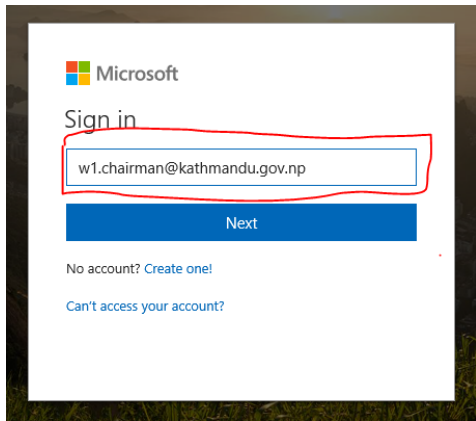 Microsoft
Sign in
w1.chairman@kathmandu.gov.np
Next
No account? Create one!
Can't access your account?